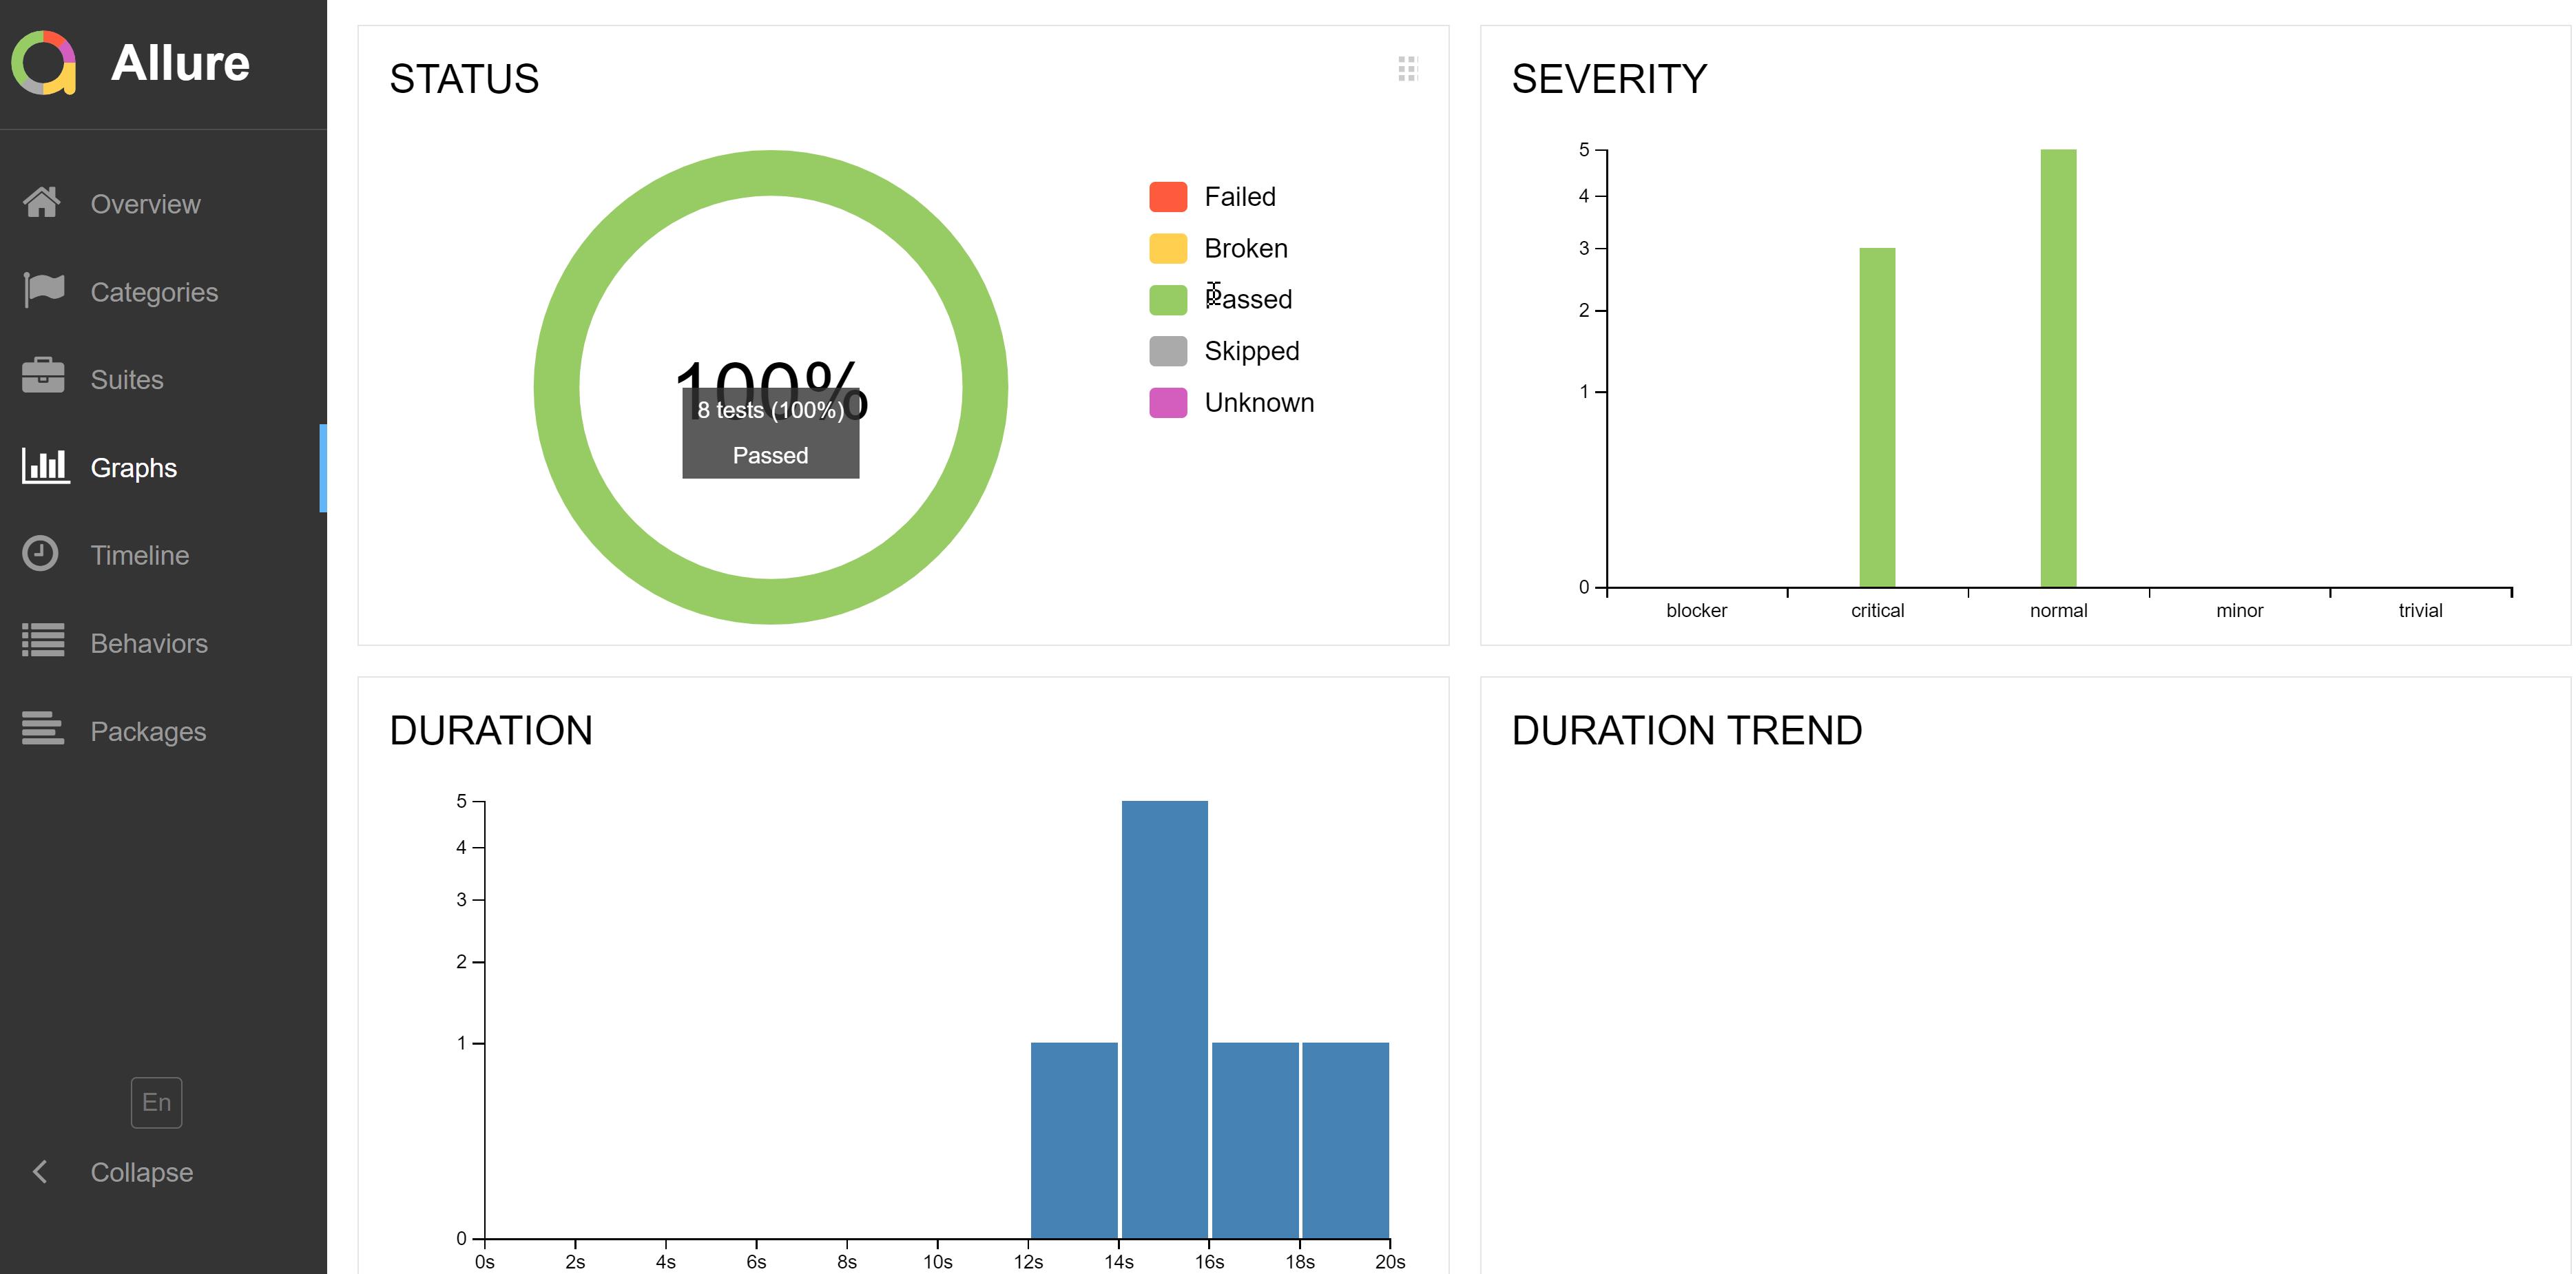 Allure
Overview
Categories
Suites
Graphs
Timeline
Behaviors
Packages
En
Collapse
STATUS
100%
8 tests (100%)
Passed
Failed
Broken
Passed
Skipped
Unknown
SEVERITY
5
4
3
2
1
0
blocker critical normal minor trivial
DURATION
5
4
3
2
1
0
0s 2s 4s 6s 8s 10s 12s 14s 16s 18s 20s
DURATION TREND